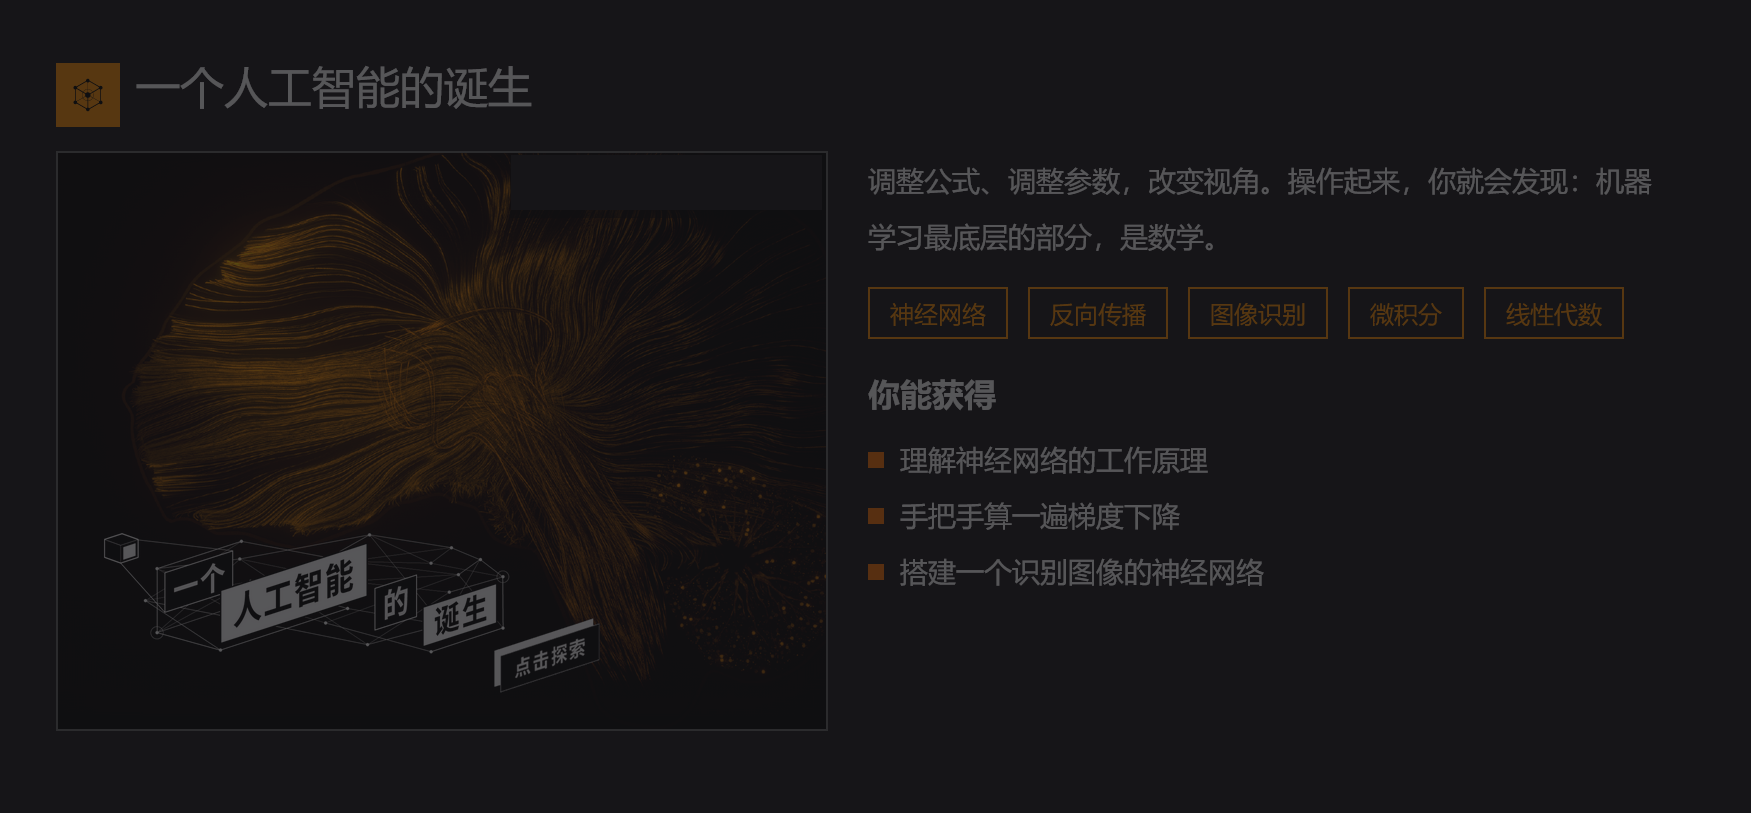 一个人工智能的诞生
一个
人工智能
的
诞生
点击探索
调整公式、调整参数，改变视角。操作起来，你就会发现：机器
学习最底层的部分，是数学。
神经网络
反向传播
图像识别
微积分
线性代数
你能获得
理解神经网络的工作原理
手把手算一遍梯度下降
搭建一个识别图像的神经网络